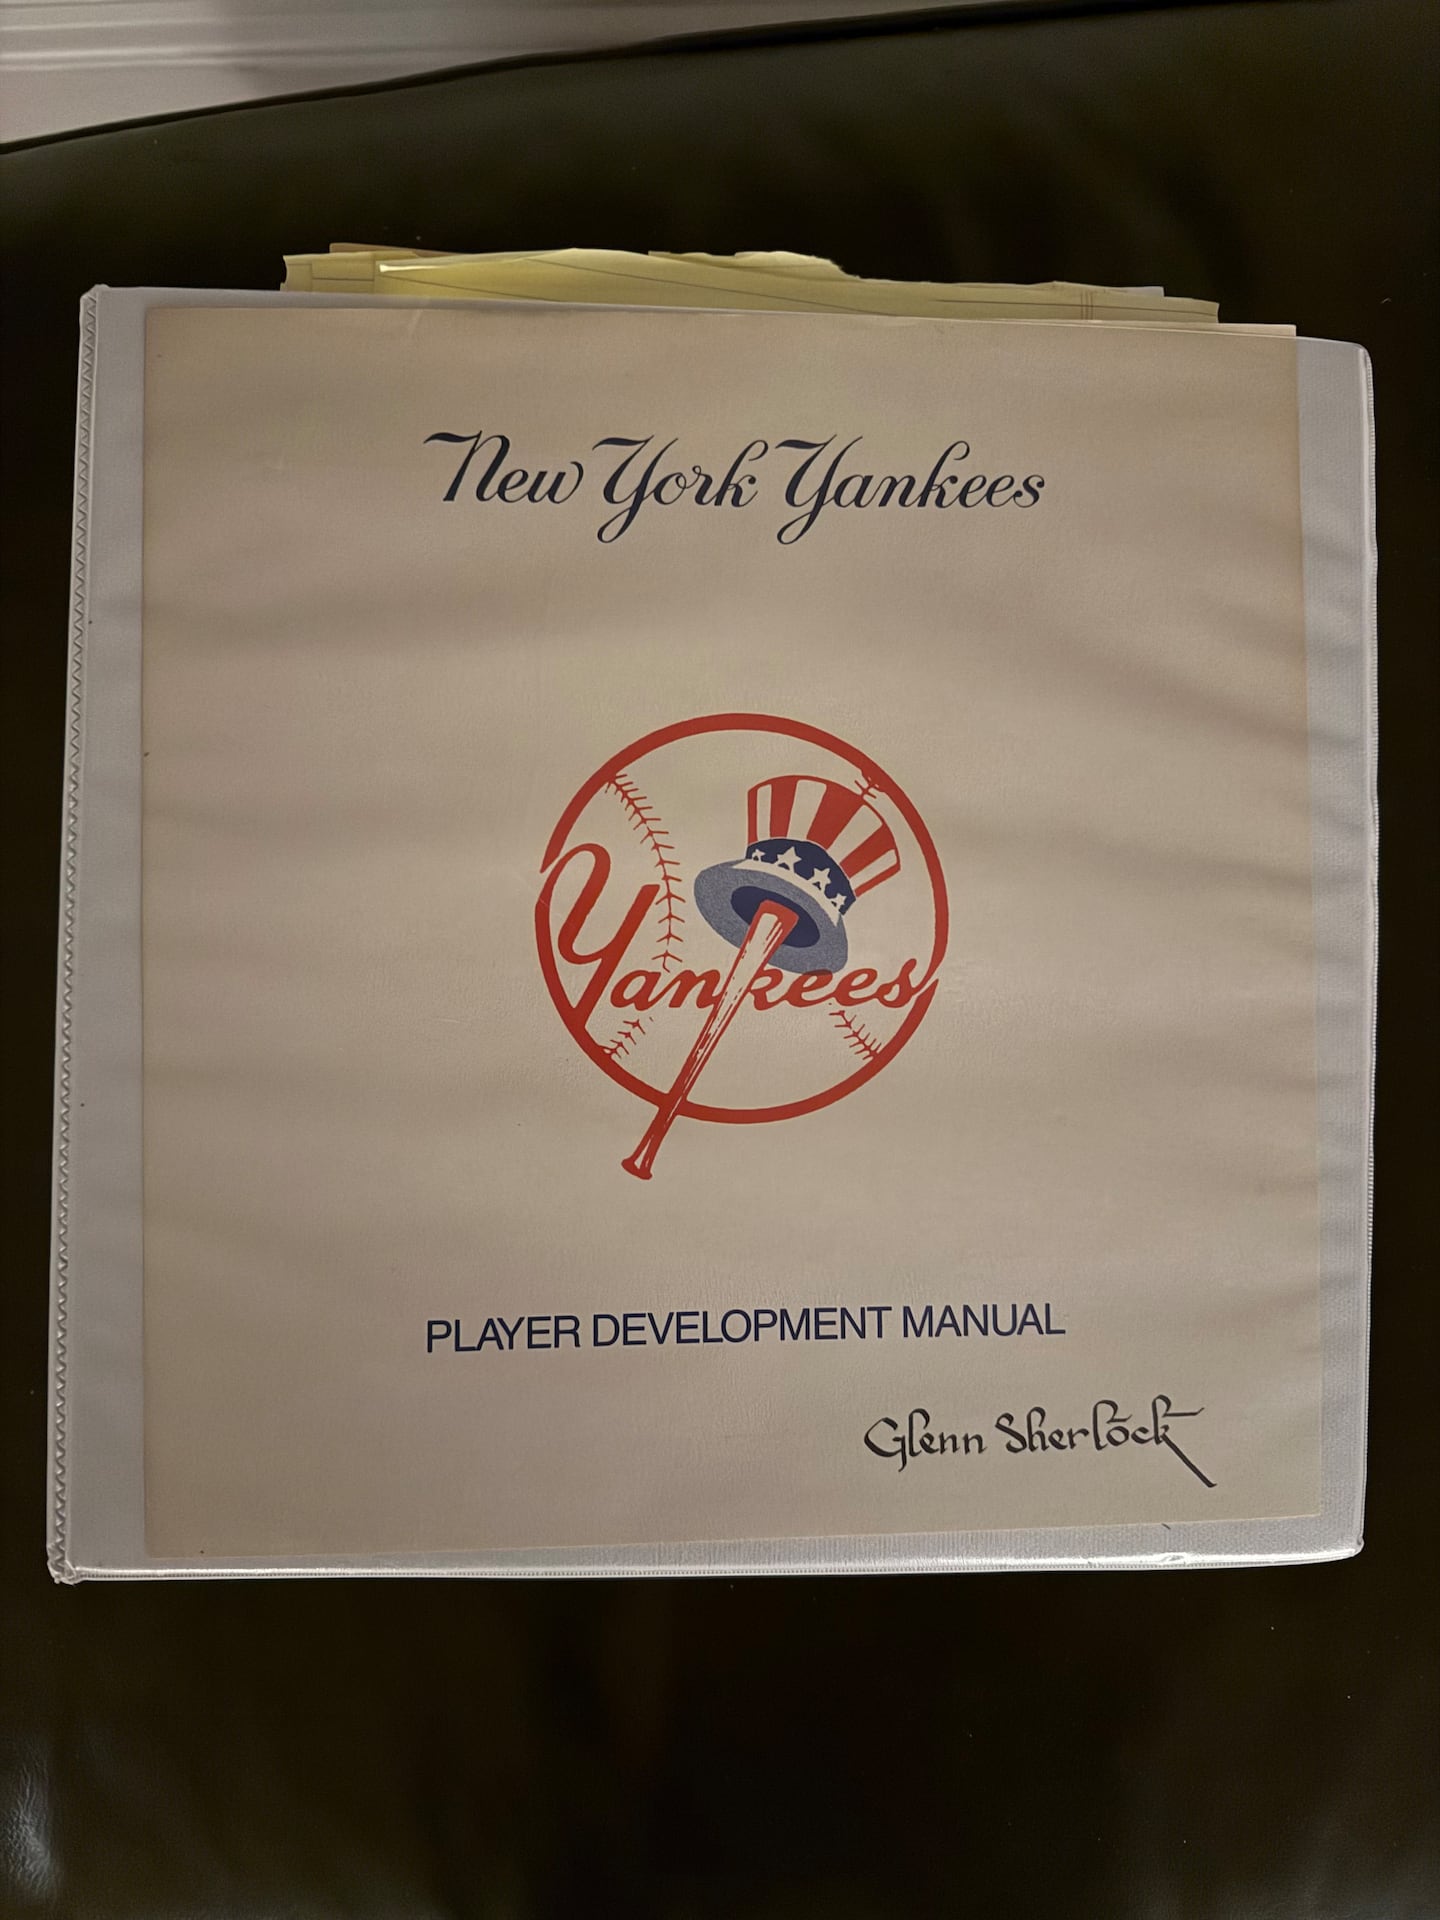 New York Yankees
Yankees
PLAYER DEVELOPMENT MANUAL
Glenn Sherlock